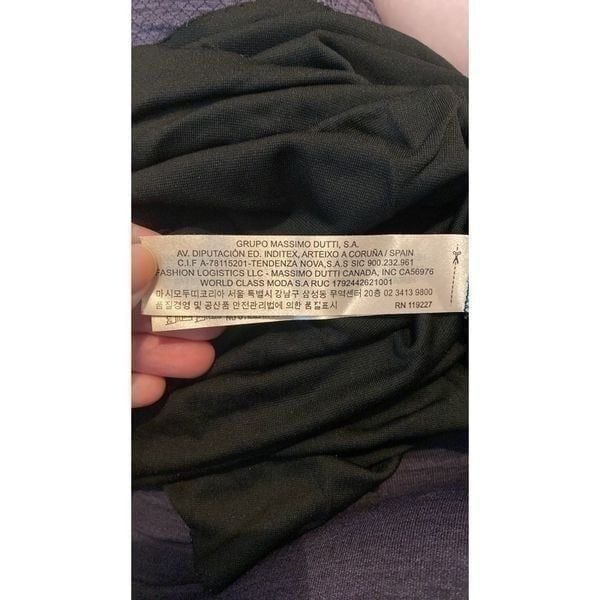 GRUPO MASSIMO DUTTI, S.A.
AV. DIPUTACIÓN ED. INDITEX, ARTEIXO A CORUÑA / SPAIN
C.I.F A-78115201-TENDENZA NOVA,S.A.S SIC 900.232.961
FASHION LOGISTICS LLC - MASSIMO DUTTI CANADA, INC CA56976
WORLD CLASS MODA S.A RUC 1792442621001
마시모두띠코리아 서울 특별시 강남구 삼성동 무역센터 20층 02 3413 9800
품질경영 및 공산품 안전관리법에 의한 품질표시 RN 119227